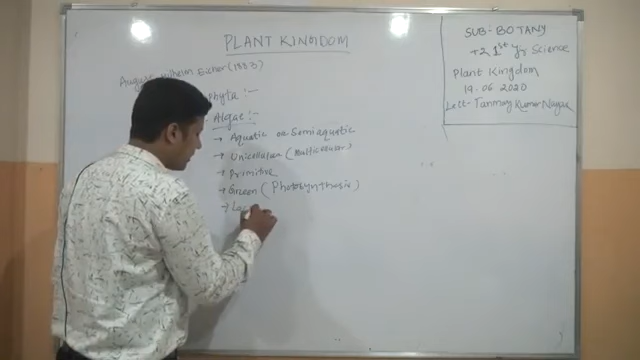 PLANT KINGDOM
August Wilhelm Eichler (1883)
phyta :-
Algae :-
→ Aquatic or Semiaquatic
→ Unicellular (Multicellular)
→ Primitive
→ Green (Photosynthesis)
→
SUB- BOTANY
+2 1st yr Science
Plant Kingdom
19.06 2020
Lect- Tanmay Kumar Nayak